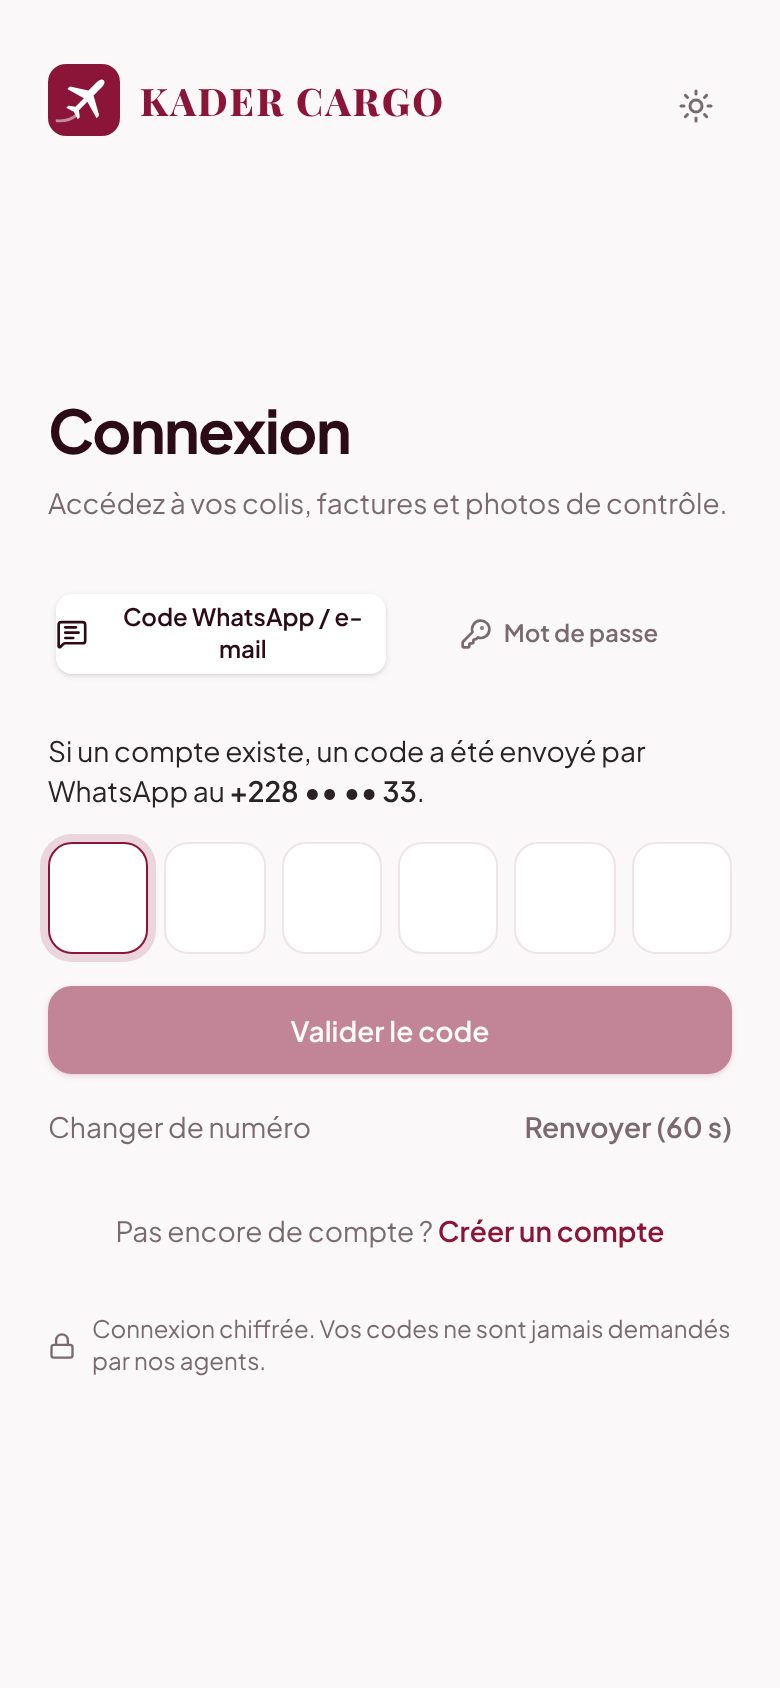 KADER CARGO
Connexion
Accédez à vos colis, factures et photos de contrôle.
Code WhatsApp / e-
mail
Mot de passe
Si un compte existe, un code a été envoyé par
WhatsApp au +228 •• •• 33.
Valider le code
Changer de numéro
Renvoyer (60 s)
Pas encore de compte ? Créer un compte
Connexion chiffrée. Vos codes ne sont jamais demandés
par nos agents.